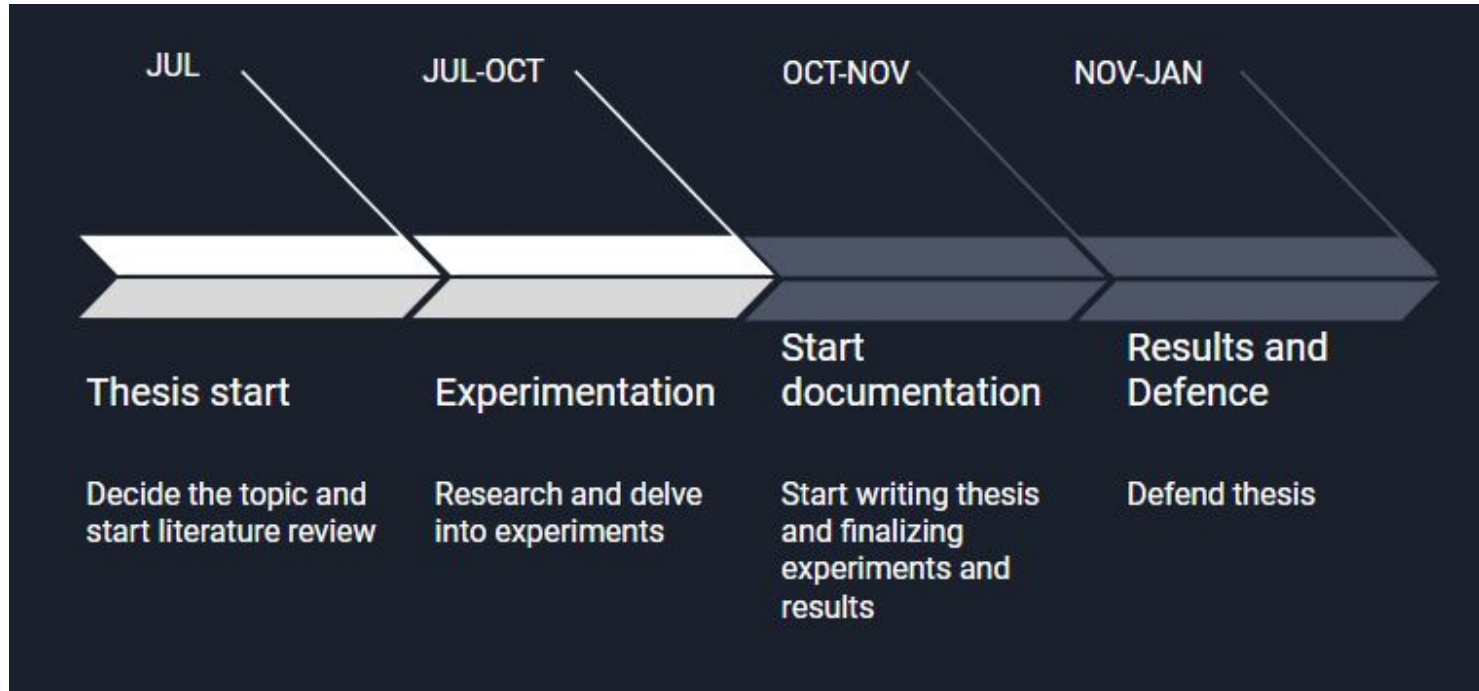 JUL
JUL-OCT
OCT-NOV
NOV-JAN
Thesis start
Decide the topic and
start literature review
Experimentation
Research and delve
into experiments
Start
documentation
Start writing thesis
and finalizing
experiments and
results
Results and
Defence
Defend thesis